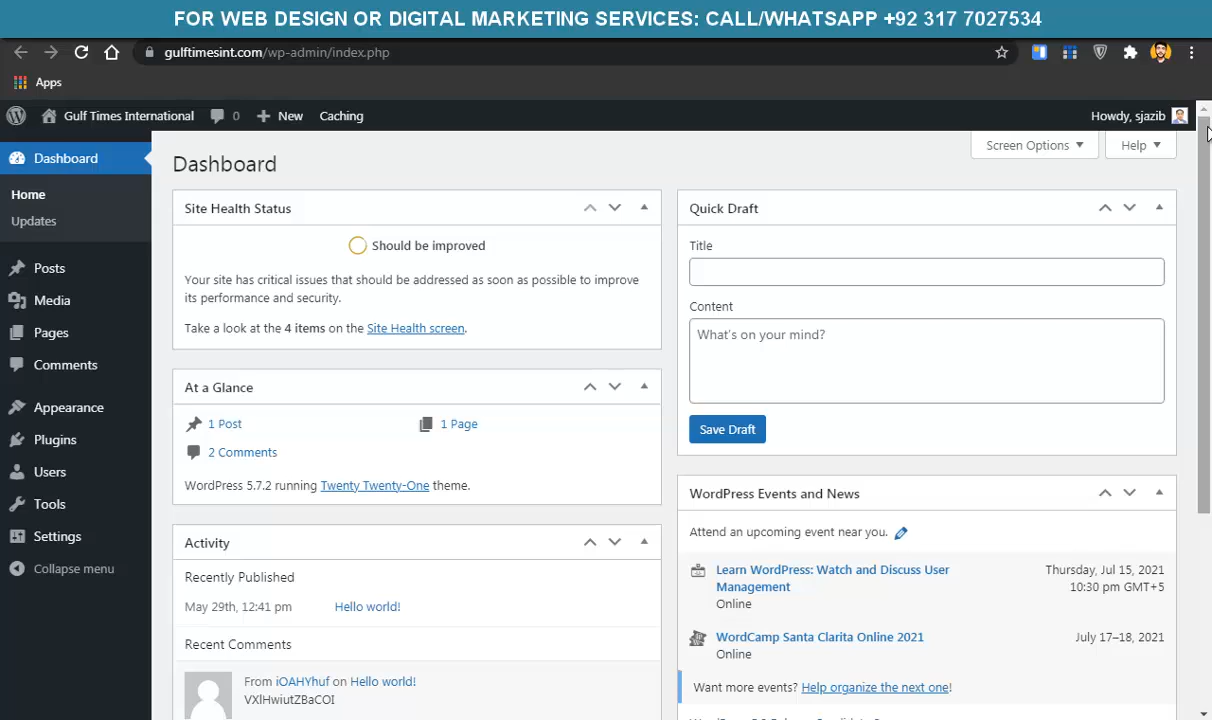 FOR WEB DESIGN OR DIGITAL MARKETING SERVICES: CALL/WHATSAPP +92 317 7027534
gulftimesint.com/wp-admin/index.php
Apps
Gulf Times International 0 New Caching Howdy, sjazib
Dashboard
Home
Updates
Posts
Media
Pages
Comments
Appearance
Plugins
Users
Tools
Settings
Collapse menu
Screen Options Help
Dashboard
Site Health Status
Should be improved
Your site has critical issues that should be addressed as soon as possible to improve
its performance and security.
Take a look at the 4 items on the Site Health screen.
At a Glance
1 Post 1 Page
2 Comments
WordPress 5.7.2 running Twenty Twenty-One theme.
Activity
Recently Published
May 29th, 12:41 pm Hello world!
Recent Comments
From iOAHYhuf on Hello world!
VXlHwiutZBaCOI
Quick Draft
Title
Content
What's on your mind?
Save Draft
WordPress Events and News
Attend an upcoming event near you.
Learn WordPress: Watch and Discuss User Thursday, Jul 15, 2021
Management 10:30 pm GMT+5
Online
WordCamp Santa Clarita Online 2021 July 17–18, 2021
Online
Want more events? Help organize the next one!